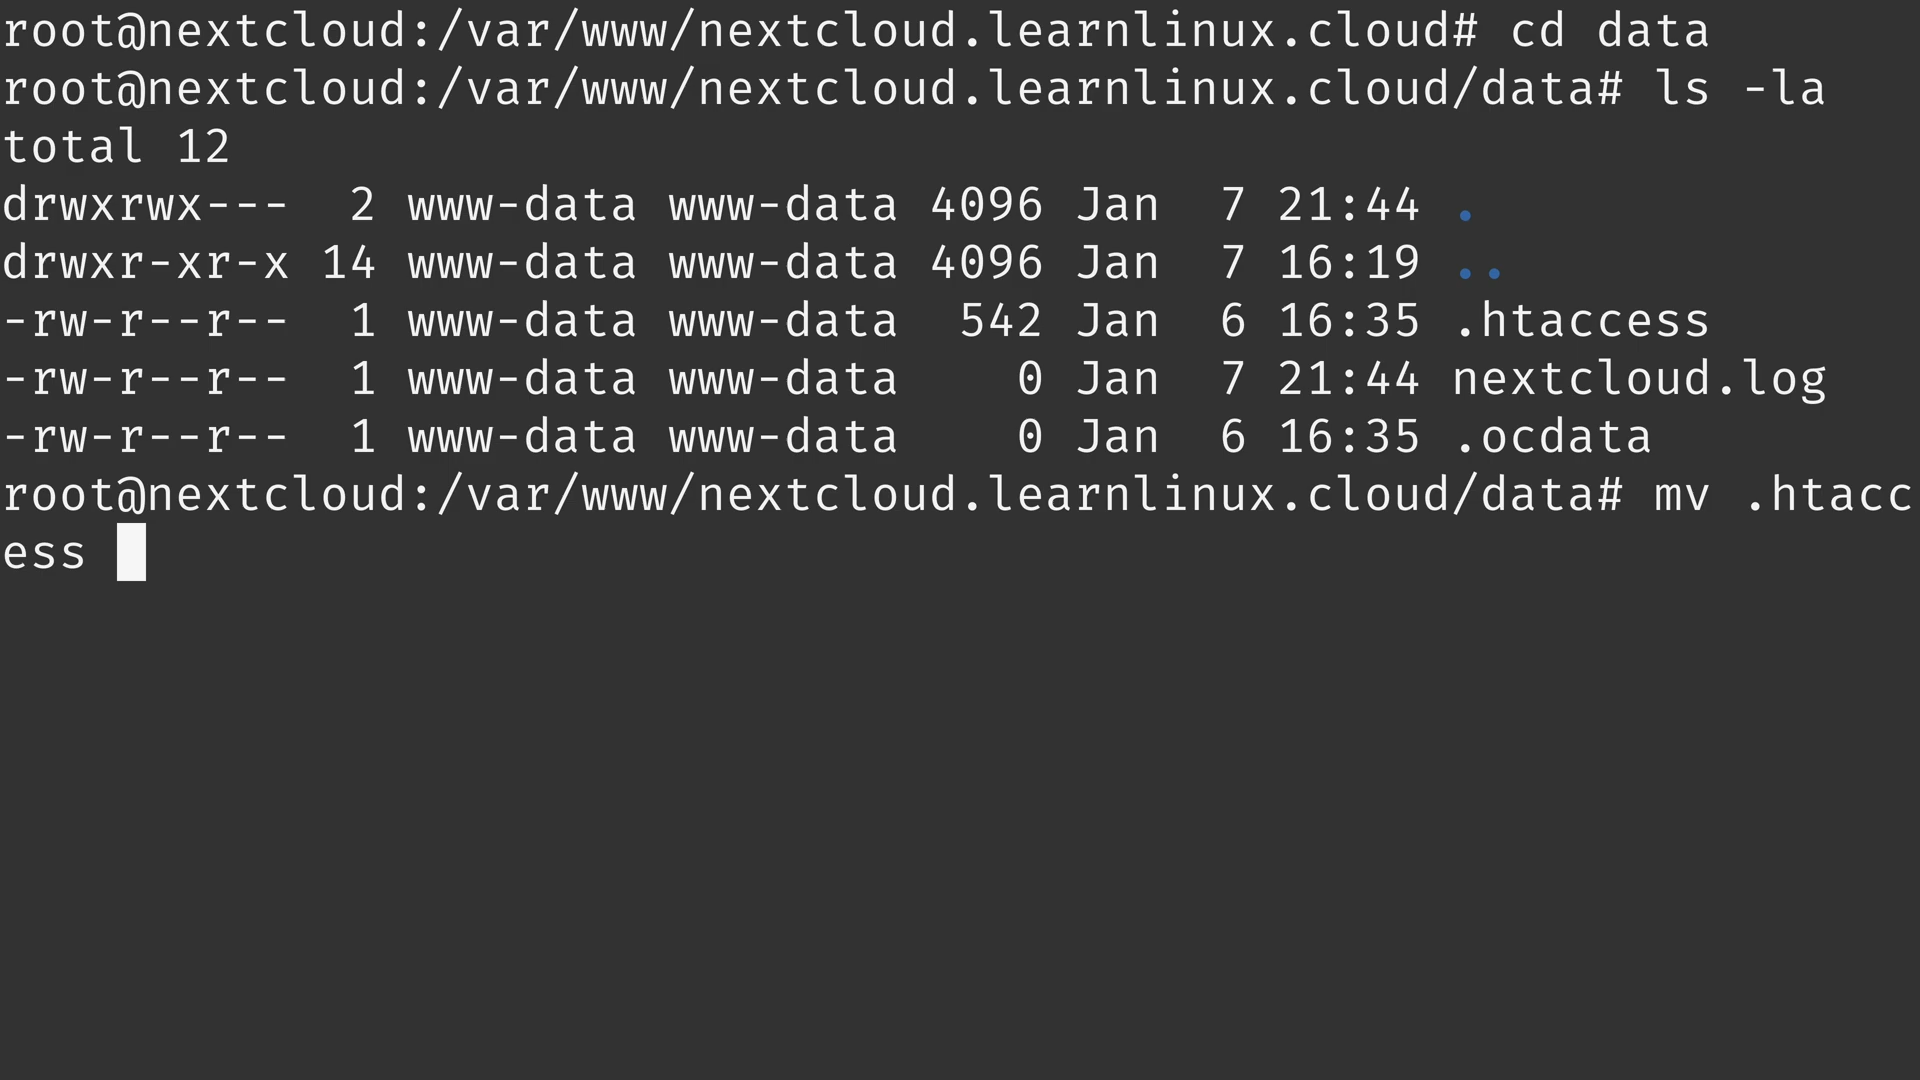 root@nextcloud:/var/www/nextcloud.learnlinux.cloud# cd data
root@nextcloud:/var/www/nextcloud.learnlinux.cloud/data# ls -la
total 12
drwxrwx---  2 www-data www-data 4096 Jan  7 21:44 .
drwxr-xr-x 14 www-data www-data 4096 Jan  7 16:19 ..
-rw-r--r--  1 www-data www-data  542 Jan  6 16:35 .htaccess
-rw-r--r--  1 www-data www-data    0 Jan  7 21:44 nextcloud.log
-rw-r--r--  1 www-data www-data    0 Jan  6 16:35 .ocdata
root@nextcloud:/var/www/nextcloud.learnlinux.cloud/data# mv .htacc
ess